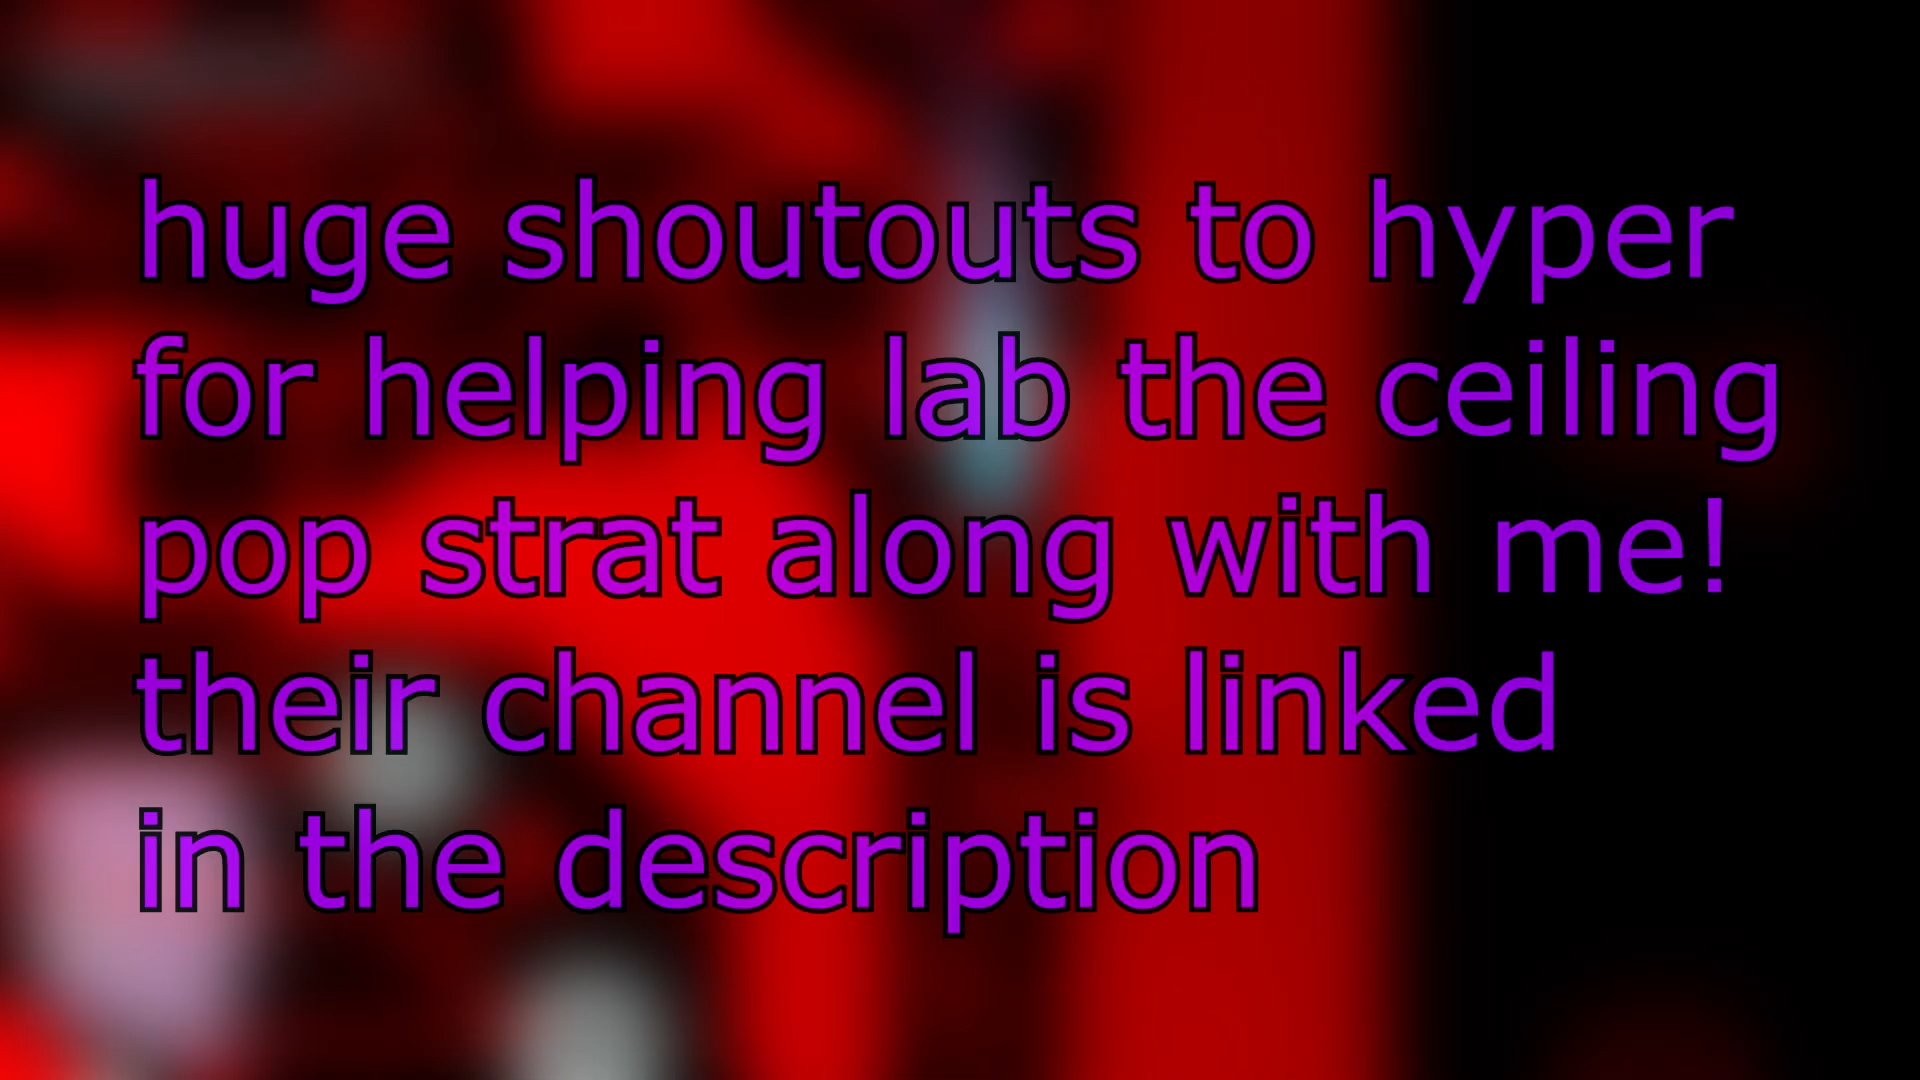 huge shoutouts to hyper
for helping lab the ceiling
pop strat along with me!
their channel is linked
in the description